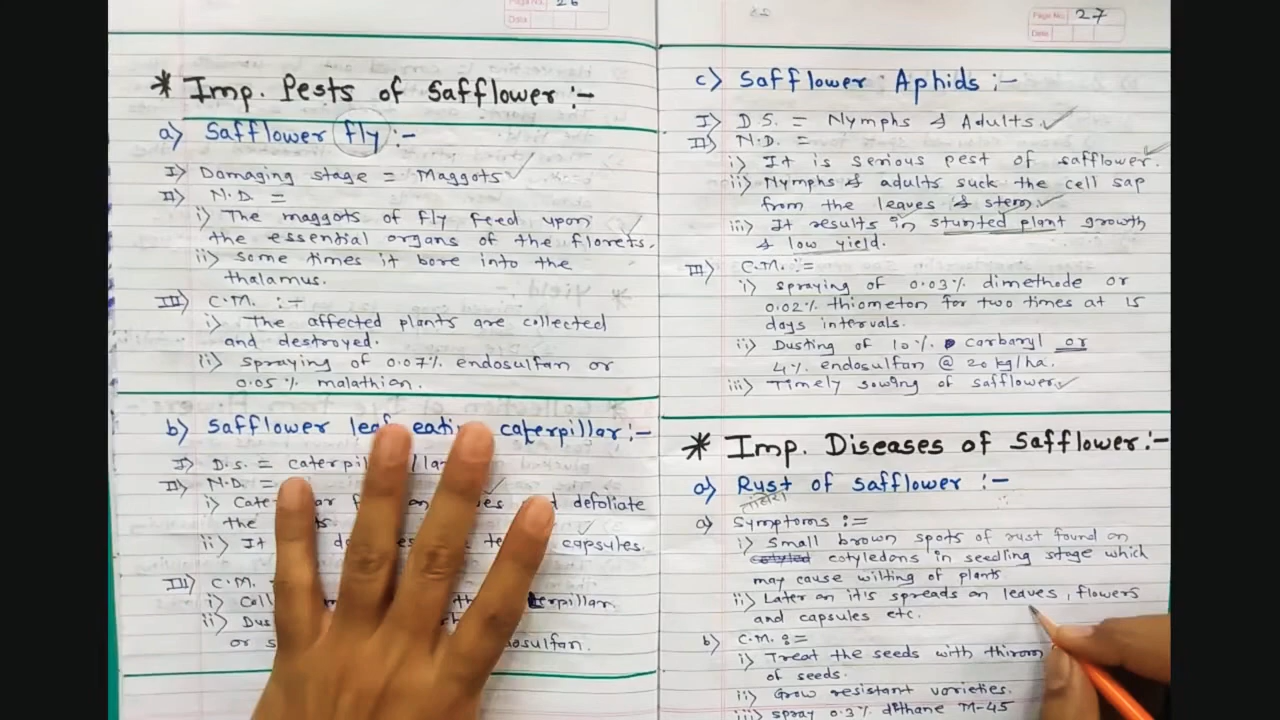 Page No. 26
Date
* Imp. Pests of Safflower :-
a) Safflower fly :-
I) Damaging stage = Maggots
II) N.D. =
i) The maggots of fly feed upon
the essential organs of the florets.
ii) some times it bore into the
thalamus.
III) C.M. :-
i) The affected plants are collected
and destroyed.
ii) spraying of 0.07% endosulfan or
0.05% malathian.
b) Safflower leaf eating caterpillar :-
I) D.S. =
II) N.D. =
i) defoliate
the
ii) It capsules.
III) C.M.
i)
ii)
or
Page No. 27
Date
c) Safflower Aphids :-
I) D.S. = Nymphs & Adults.
II) N.D. =
i) It is serious pest of safflower.
ii) Nymphs & adults suck the cell sap
from the leaves & stem.
iii) It results in stunted plant growth
& low yield.
III) C.M. :=
i) spraying of 0.03% dimethode or
0.02% thiometon for two times at 15
days intervals.
ii) Dusting of 10% carbaryl or
4% endosulfan @ 20 kg/ha.
iii) Timely sowing of safflower.
* Imp. Diseases of Safflower :-
a) Rust of safflower :-
तांबेरा
a) Symptoms :=
i) Small brown spots of rust found on
cotyledons in seedling stage which
may cause wilting of plants
ii) Later on it's spreads on leaves, flowers
and capsules etc.
b) C.M. :=
i) Treat the seeds with thirom
of seeds.
ii) Grow resistant varieties.
iii) spray 0.3% dithane M-45